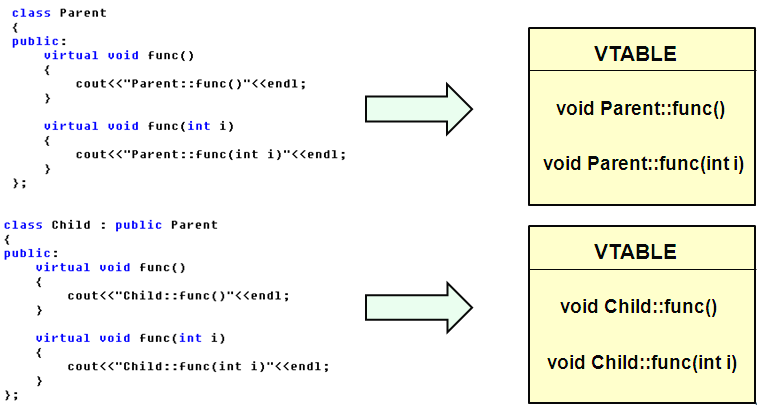 class Parent
{
public:
    virtual void func()
    {
        cout<<"Parent::func()"<<endl;
    }
    virtual void func(int i)
    {
        cout<<"Parent::func(int i)"<<endl;
    }
};
VTABLE
void Parent::func()
void Parent::func(int i)
class Child : public Parent
{
public:
    virtual void func()
    {
        cout<<"Child::func()"<<endl;
    }
    virtual void func(int i)
    {
        cout<<"Child::func(int i)"<<endl;
    }
};
VTABLE
void Child::func()
void Child::func(int i)